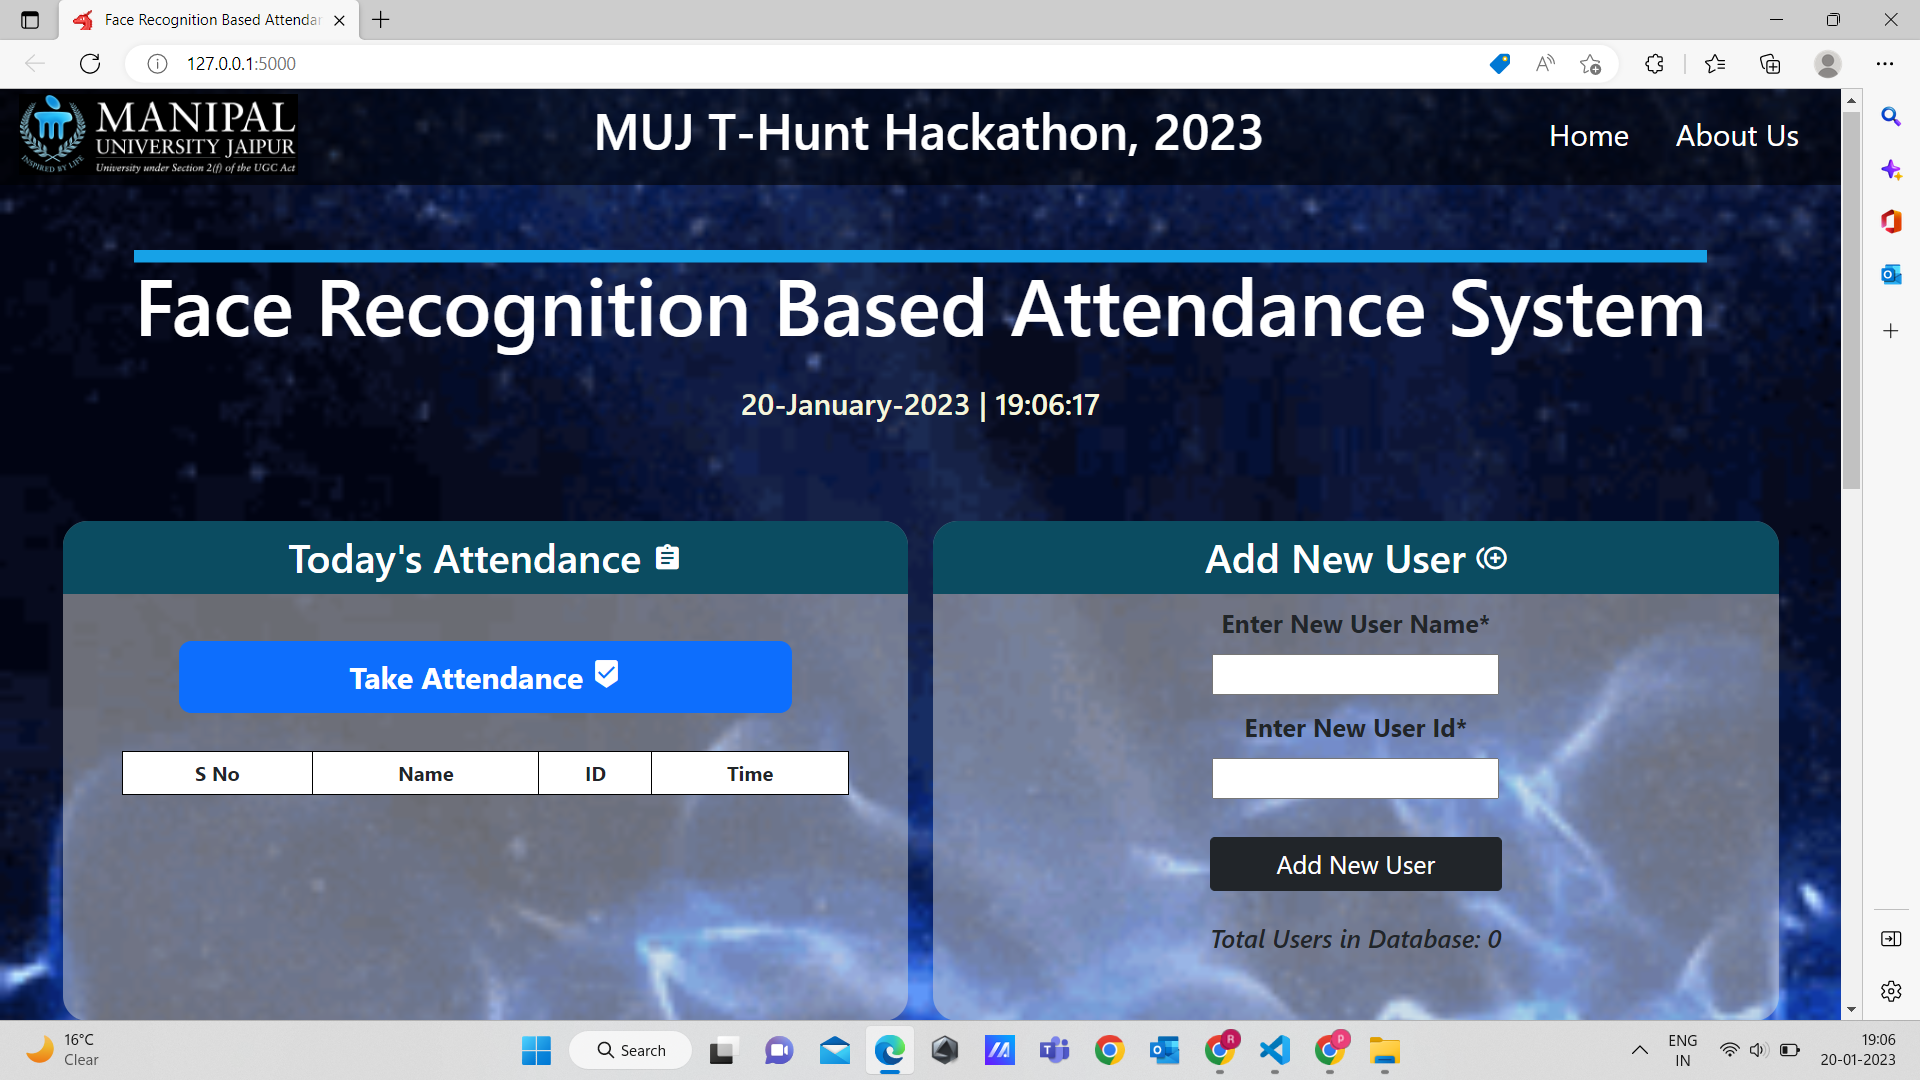 Face Recognition Based Attendan
127.0.0.1:5000
MANIPAL
UNIVERSITY JAIPUR
University under Section 2(f) of the UGC Act
INSPIRED BY LIFE
MUJ T-Hunt Hackathon, 2023
Home
About Us
Face Recognition Based Attendance System
20-January-2023 | 19:06:17
Today's Attendance
Take Attendance
S No Name ID Time
Add New User
Enter New User Name*
Enter New User Id*
Add New User
Total Users in Database: 0
16°C
Clear
Search
R
P
ENG
IN
19:06
20-01-2023